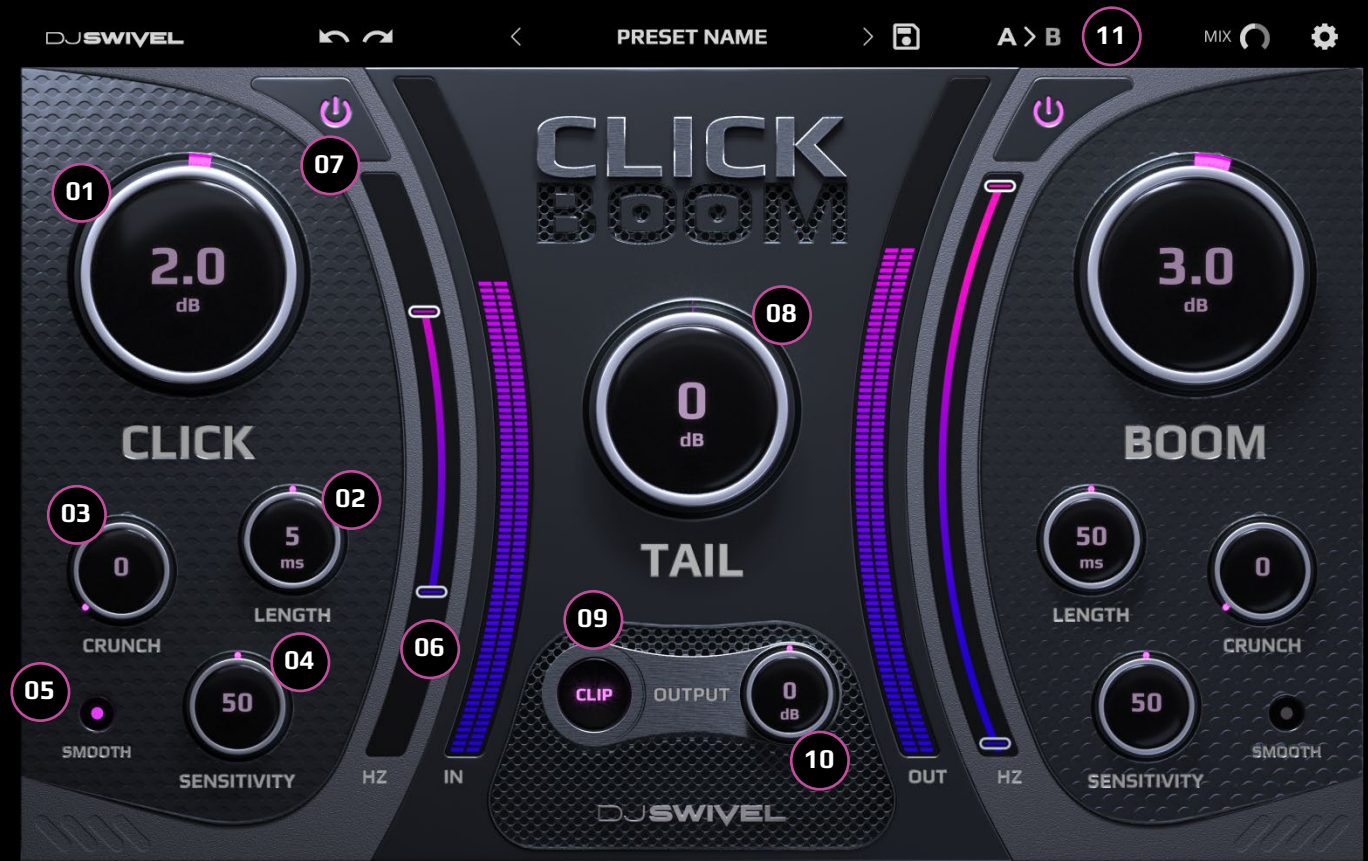 DJSWIVEL
PRESET NAME
A > B
11
MIX
07
01
2.0
dB
CLICK
03
0
CRUNCH
02
5
ms
LENGTH
04
50
SENSITIVITY
05
SMOOTH
06
HZ
IN
CLICK
BOOM
08
0
dB
TAIL
09
CLIP
OUTPUT
0
dB
10
DJSWIVEL
OUT
HZ
3.0
dB
BOOM
50
ms
LENGTH
0
CRUNCH
50
SENSITIVITY
SMOOTH